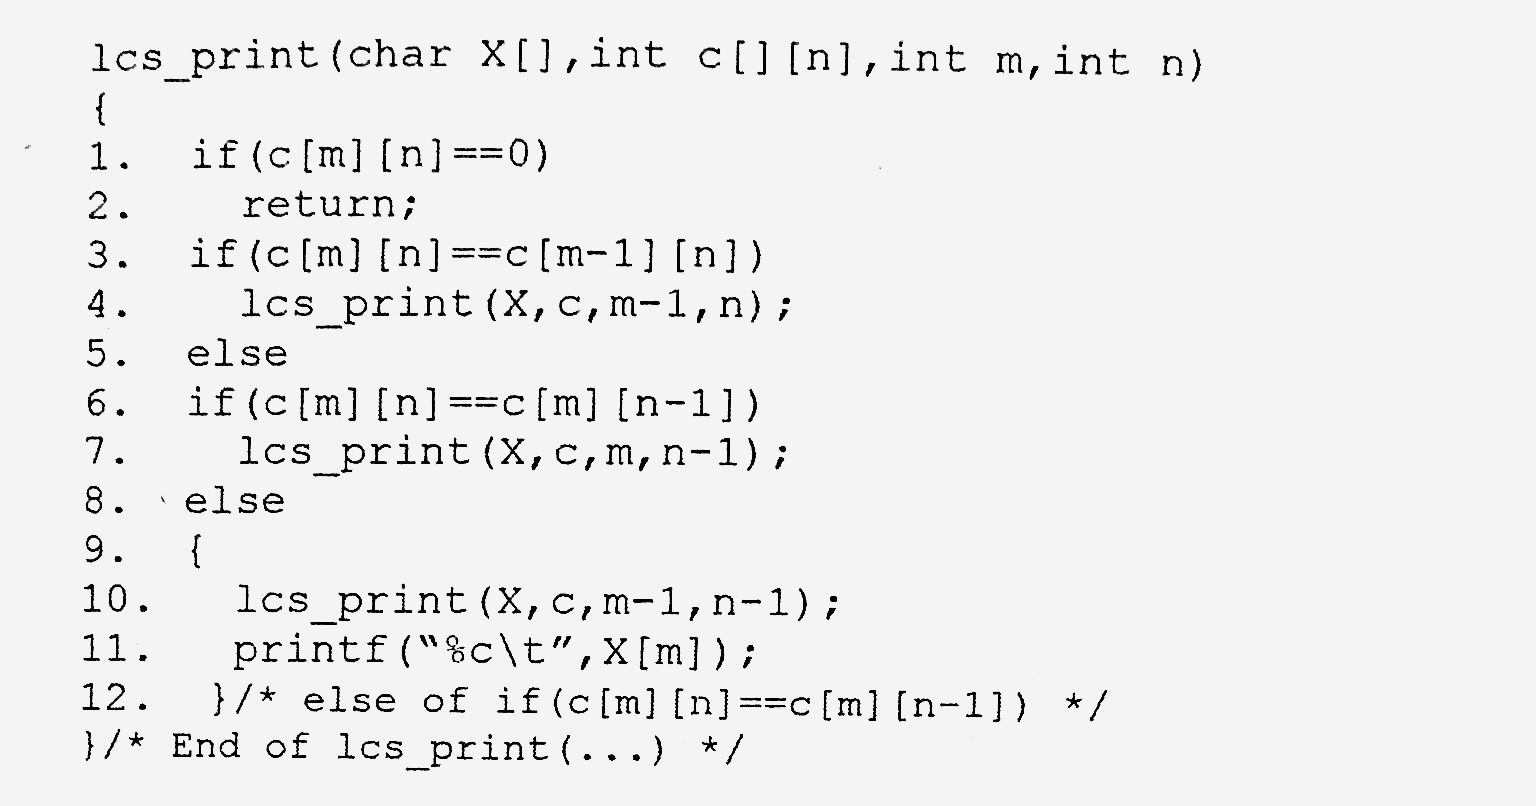 lcs_print(char X[],int c[][n],int m,int n)
{
1. if(c[m][n]==0)
2. return;
3. if(c[m][n]==c[m-1][n])
4. lcs_print(X,c,m-1,n);
5. else
6. if(c[m][n]==c[m][n-1])
7. lcs_print(X,c,m,n-1);
8. else
9. {
10. lcs_print(X,c,m-1,n-1);
11. printf("%c\t",X[m]);
12. }/* else of if(c[m][n]==c[m][n-1]) */
}/* End of lcs_print(...) */